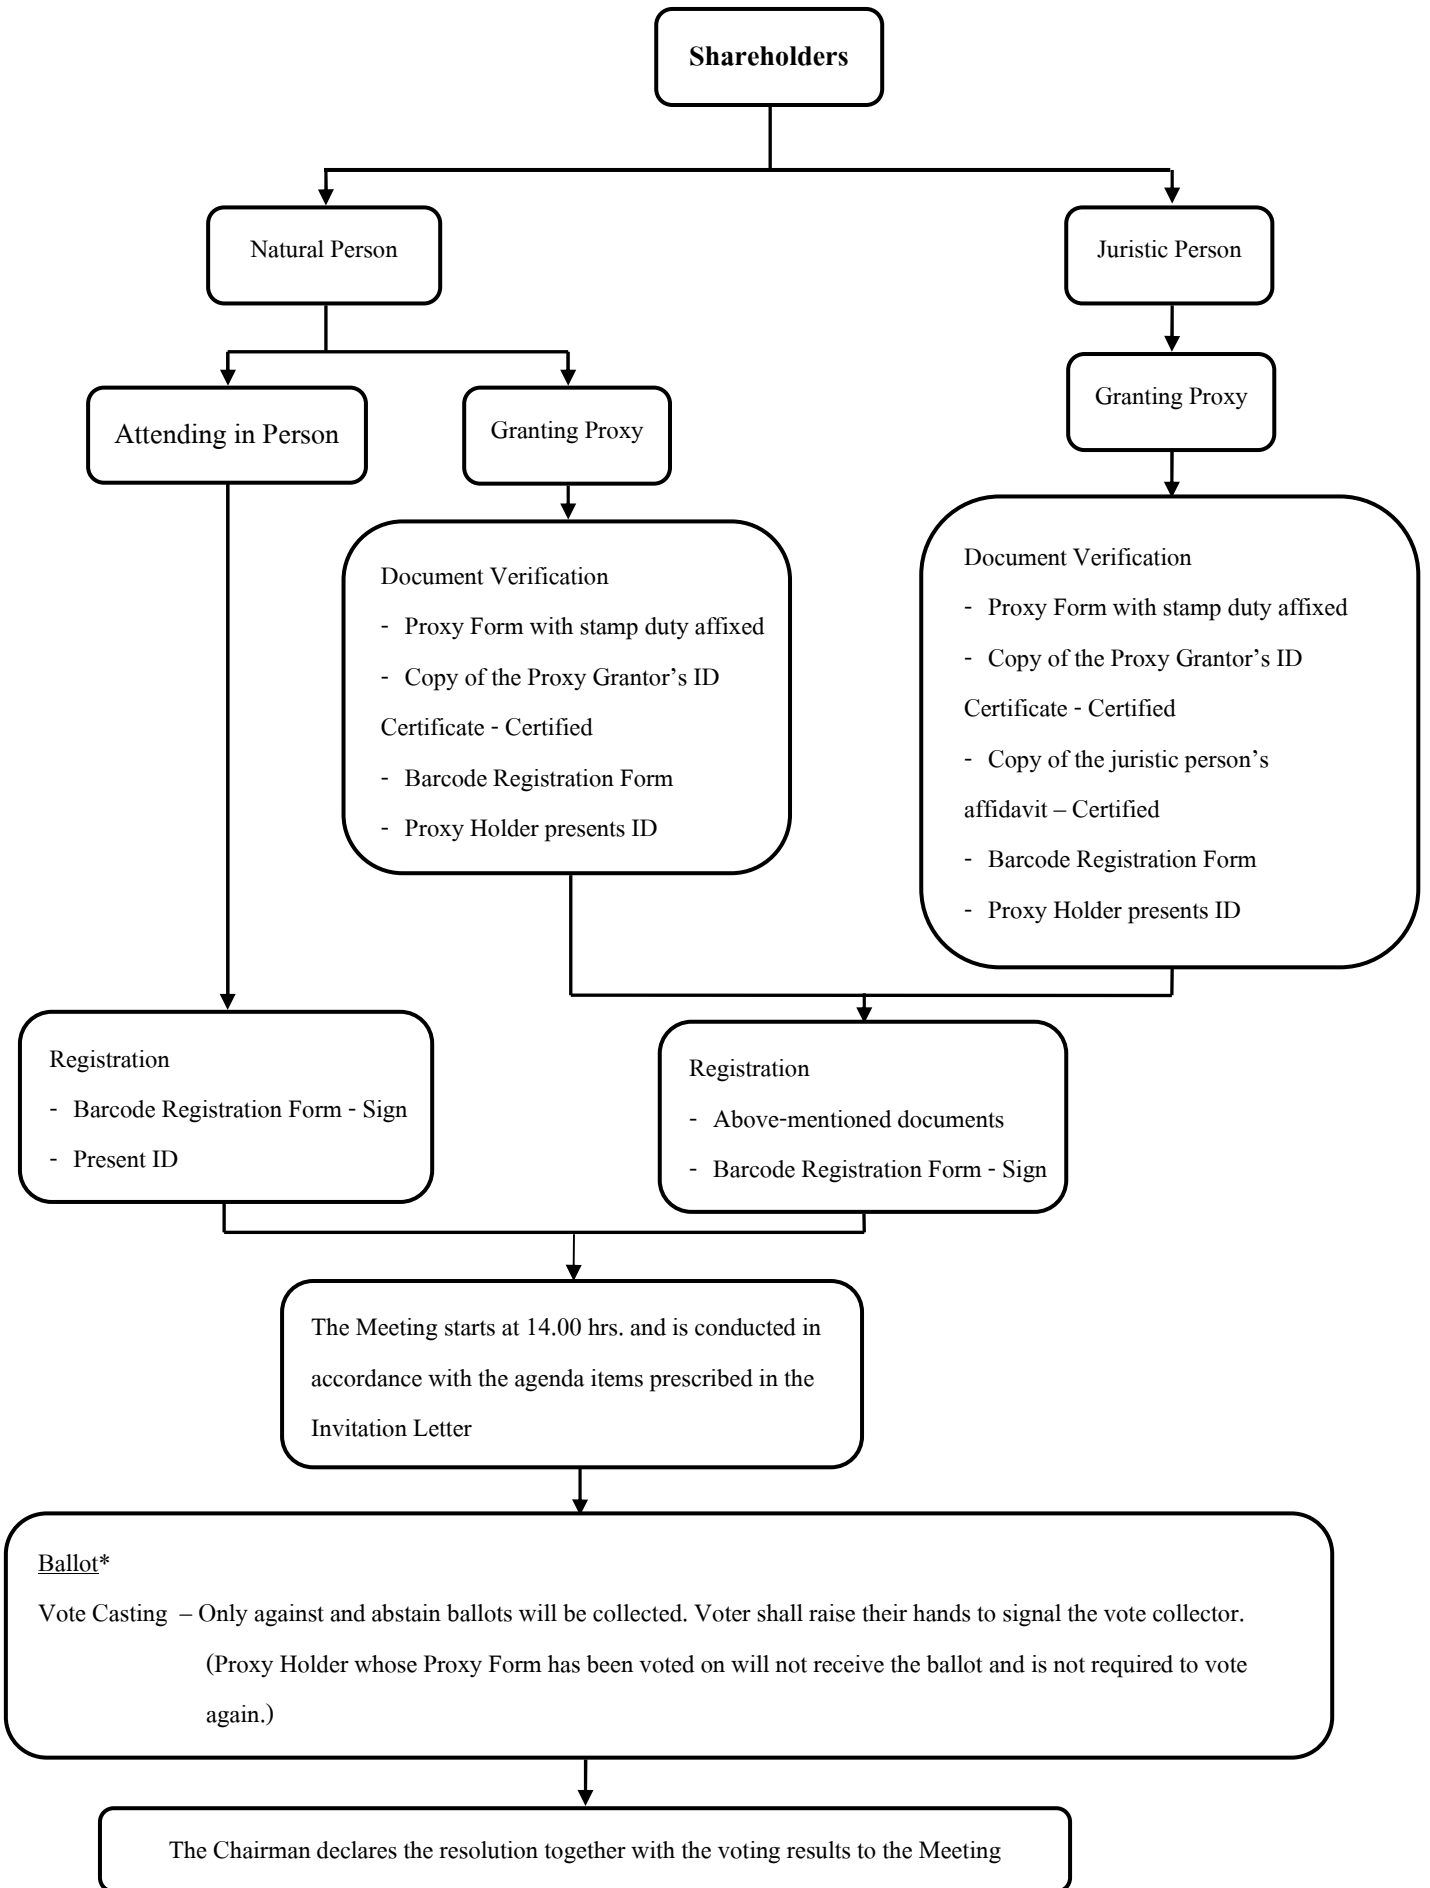 Shareholders
Natural Person
Juristic Person
Attending in Person
Granting Proxy
Granting Proxy
Document Verification
- Proxy Form with stamp duty affixed
- Copy of the Proxy Grantor’s ID
Certificate - Certified
- Barcode Registration Form
- Proxy Holder presents ID
Document Verification
- Proxy Form with stamp duty affixed
- Copy of the Proxy Grantor’s ID
Certificate - Certified
- Copy of the juristic person’s
affidavit – Certified
- Barcode Registration Form
- Proxy Holder presents ID
Registration
- Barcode Registration Form - Sign
- Present ID
Registration
- Above-mentioned documents
- Barcode Registration Form - Sign
The Meeting starts at 14.00 hrs. and is conducted in
accordance with the agenda items prescribed in the
Invitation Letter
Ballot*
Vote Casting – Only against and abstain ballots will be collected. Voter shall raise their hands to signal the vote collector.
(Proxy Holder whose Proxy Form has been voted on will not receive the ballot and is not required to vote
again.)
The Chairman declares the resolution together with the voting results to the Meeting